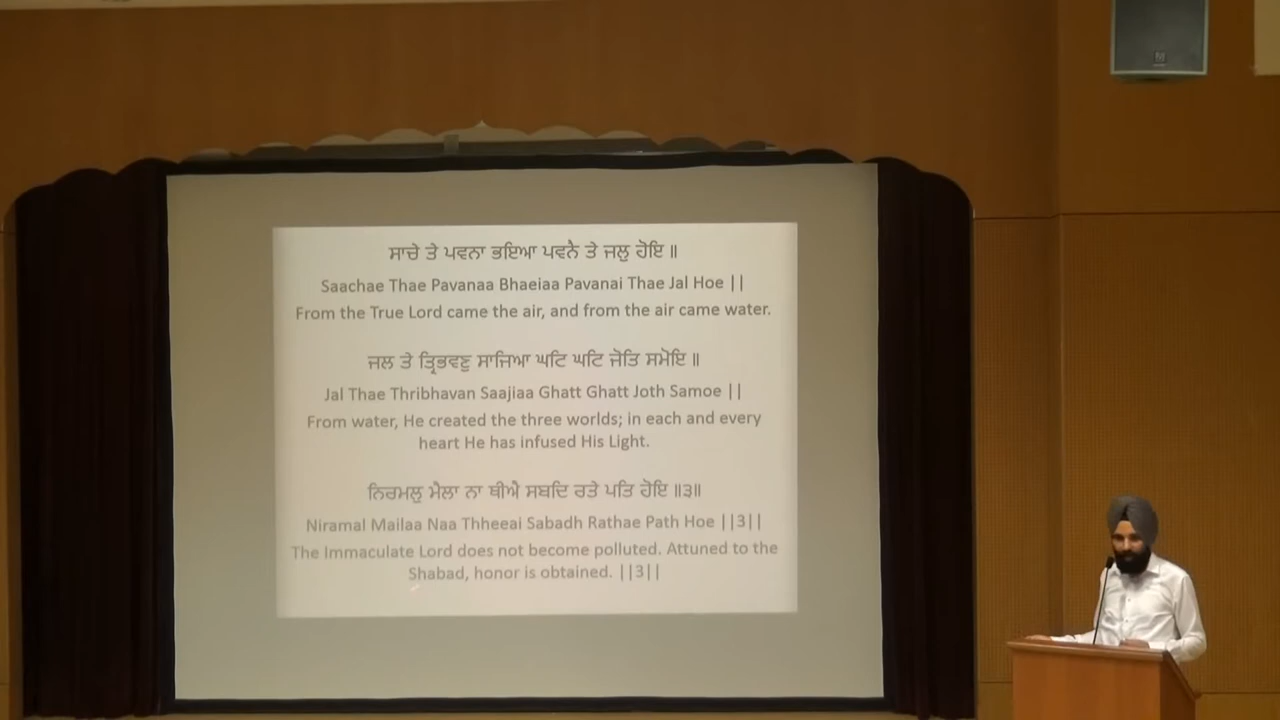 ਸਾਚੇ ਤੇ ਪਵਨਾ ਭਇਆ ਪਵਨੈ ਤੇ ਜਲੁ ਹੋਇ ॥
Saachae Thae Pavanaa Bhaeiaa Pavanai Thae Jal Hoe ||
From the True Lord came the air, and from the air came water.
ਜਲ ਤੇ ਤ੍ਰਿਭਵਣੁ ਸਾਜਿਆ ਘਟਿ ਘਟਿ ਜੋਤਿ ਸਮੋਇ ॥
Jal Thae Thribhavan Saajiaa Ghatt Ghatt Joth Samoe ||
From water, He created the three worlds; in each and every
heart He has infused His Light.
ਨਿਰਮਲੁ ਮੈਲਾ ਨਾ ਥੀਐ ਸਬਦਿ ਰਤੇ ਪਤਿ ਹੋਇ ॥੩॥
Niramal Mailaa Naa Thheeai Sabadh Rathae Path Hoe ||3||
The Immaculate Lord does not become polluted. Attuned to the
Shabad, honor is obtained. ||3||